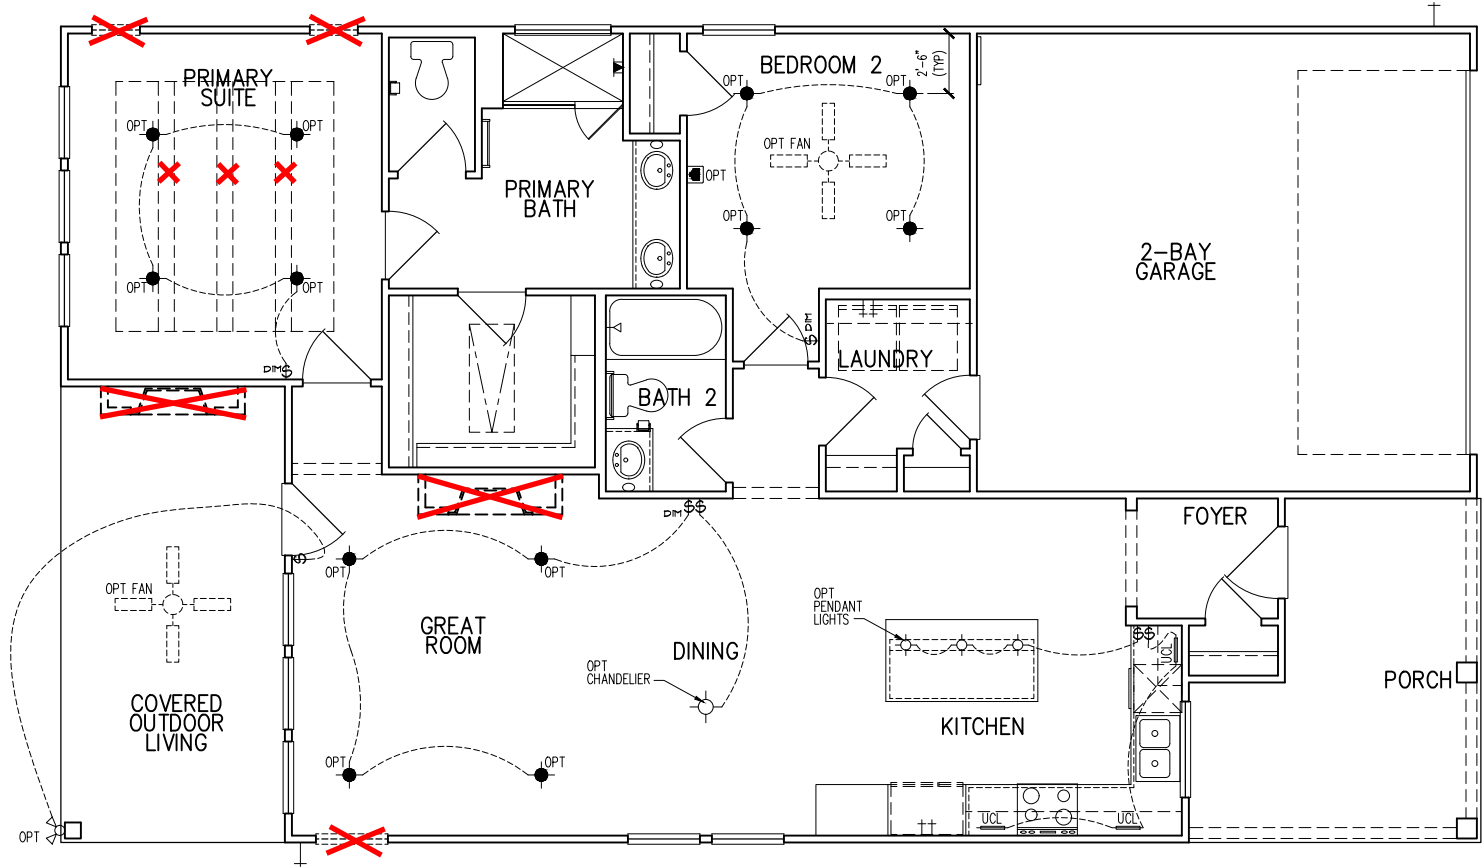 PRIMARY
SUITE
OPT
OPT
OPT
OPT
DIM $
PRIMARY
BATH
BEDROOM 2
OPT
OPT
OPT FAN
OPT
OPT
OPT
2'-6"
(TYP)
$ DIM
2-BAY
GARAGE
LAUNDRY
BATH 2
DIM $$
$
FOYER
OPT FAN
OPT
OPT
GREAT
ROOM
DINING
OPT
CHANDELIER
OPT
PENDANT
LIGHTS
$$
UCL
KITCHEN
PORCH
COVERED
OUTDOOR
LIVING
OPT
OPT
UCL
UCL
OPT